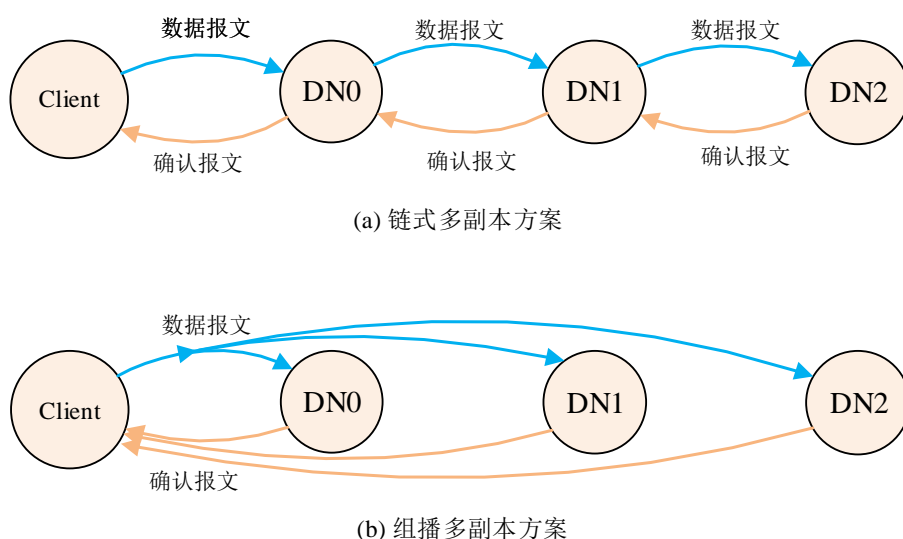 数据报文
数据报文
数据报文
Client
DN0
DN1
DN2
确认报文
确认报文
确认报文
(a) 链式多副本方案
数据报文
Client
DN0
DN1
DN2
确认报文
(b) 组播多副本方案